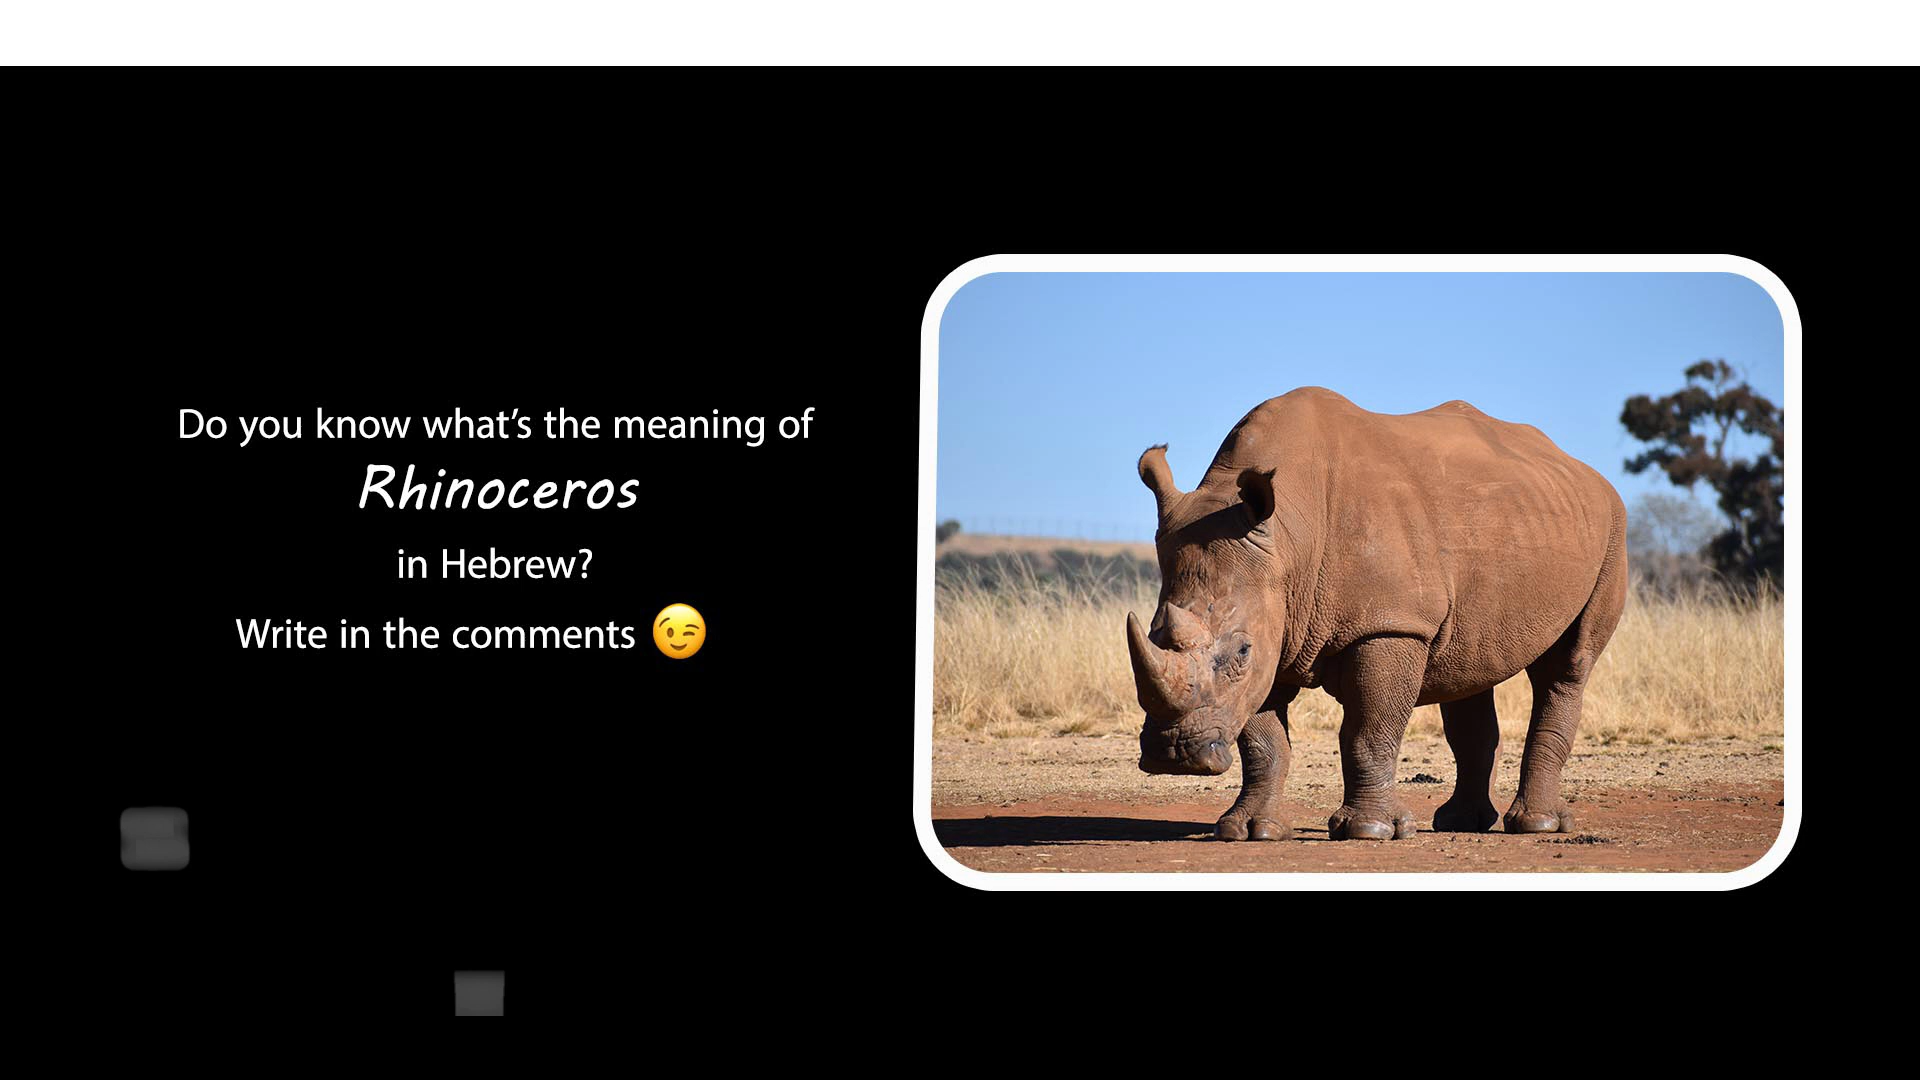 Do you know what’s the meaning of
Rhinoceros
in Hebrew?
Write in the comments 😉